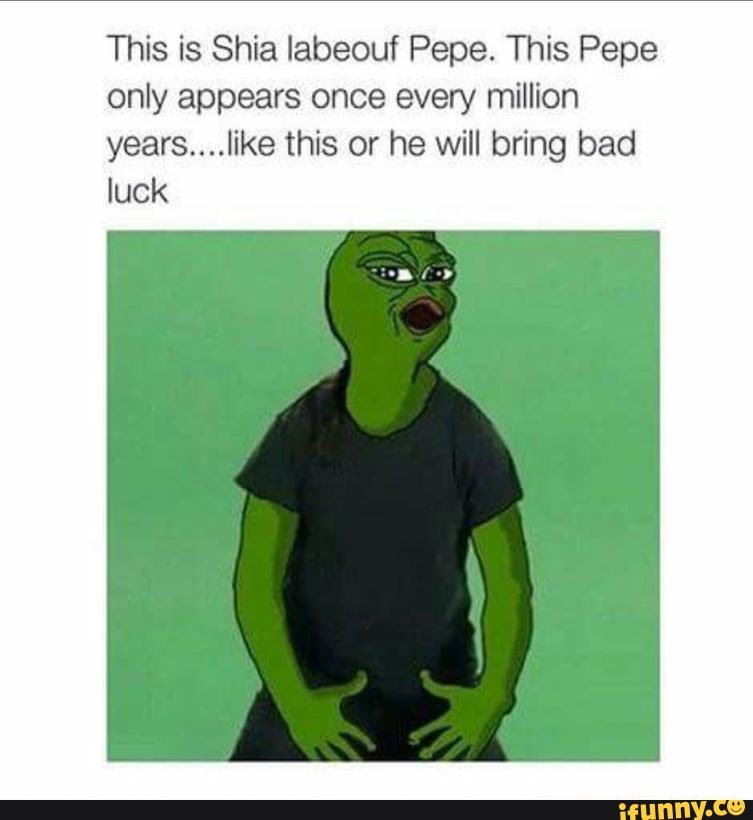 This is Shia labeouf Pepe. This Pepe
only appears once every million
years....like this or he will bring bad
luck
ifunny.co